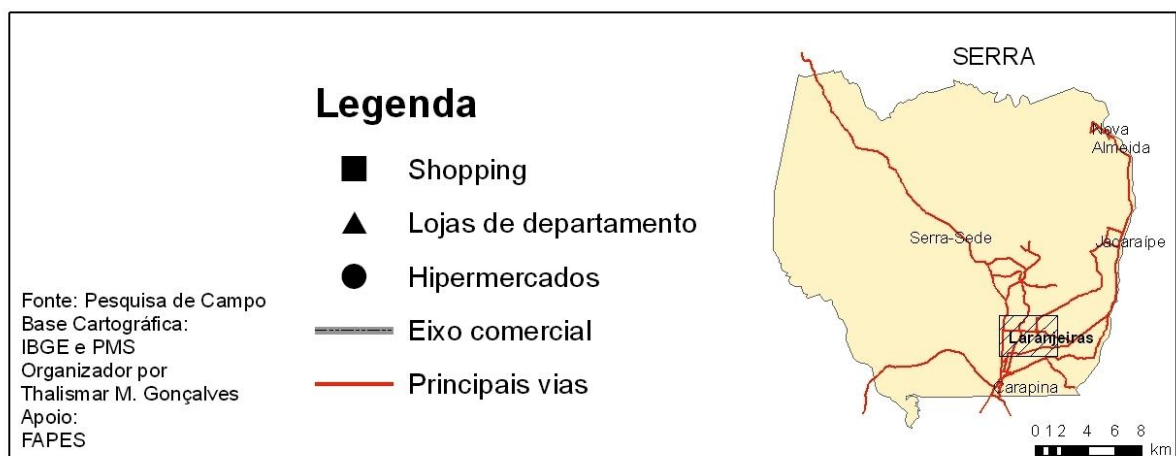 Legenda
Shopping
Lojas de departamento
Hipermercados
Eixo comercial
Principais vias
Fonte: Pesquisa de Campo
Base Cartográfica:
IBGE e PMS
Organizador por
Thalismar M. Gonçalves
Apoio:
FAPES
SERRA
Nova
Almeida
Serra-Sede
Jacaraípe
Laranjeiras
Carapina
0 1 2 4 6 8
km